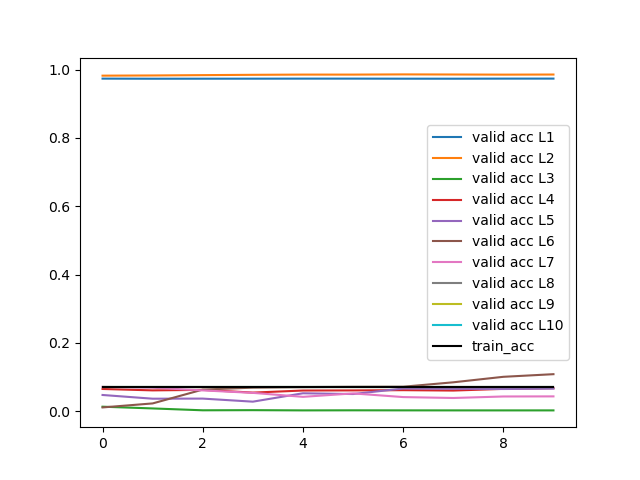 1.0
0.8
0.6
0.4
0.2
0.0
0 2 4 6 8
valid acc L1
valid acc L2
valid acc L3
valid acc L4
valid acc L5
valid acc L6
valid acc L7
valid acc L8
valid acc L9
valid acc L10
train_acc